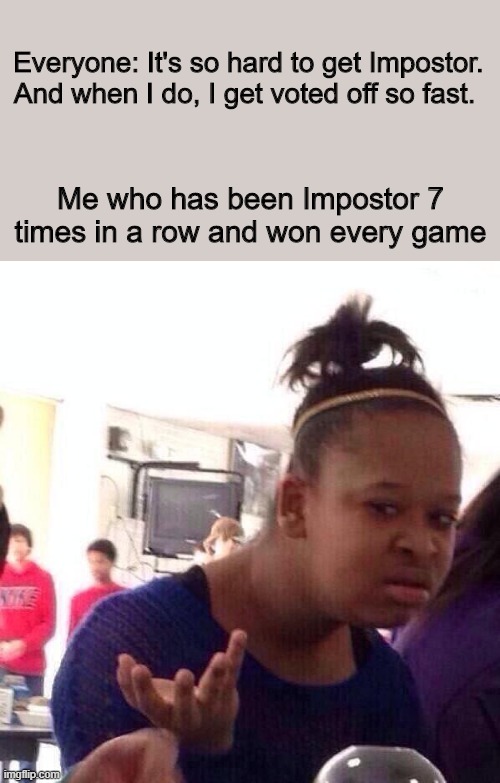 Everyone: It's so hard to get Impostor.
And when I do, I get voted off so fast.
Me who has been Impostor 7
times in a row and won every game
NIKE
imgflip.com